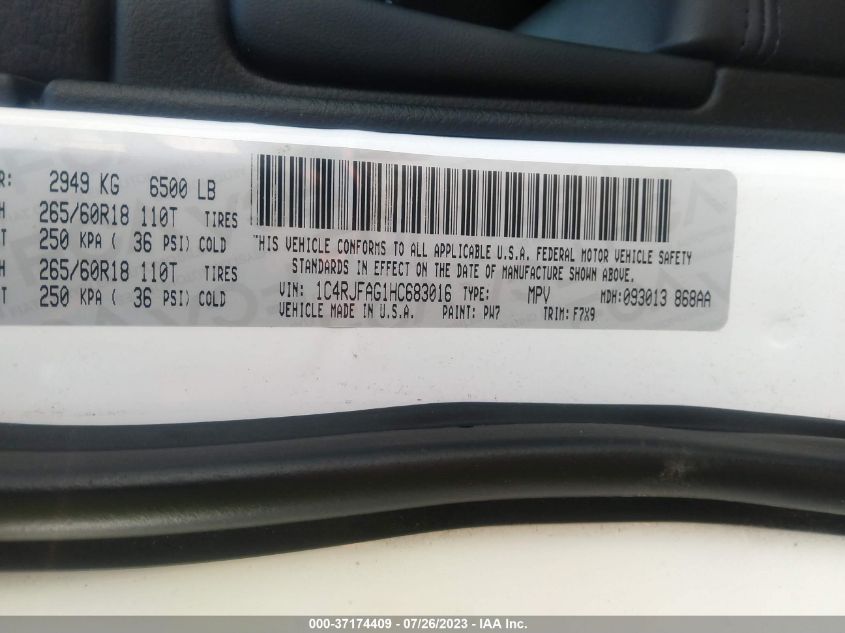 R: 2949 KG 6500 LB
H 265/60R18 110T TIRES
T 250 KPA ( 36 PSI) COLD
H 265/60R18 110T TIRES
T 250 KPA ( 36 PSI) COLD
THIS VEHICLE CONFORMS TO ALL APPLICABLE U.S.A. FEDERAL MOTOR VEHICLE SAFETY
STANDARDS IN EFFECT ON THE DATE OF MANUFACTURE SHOWN ABOVE.
VIN: 1C4RJFAG1HC683016 TYPE: MPV MDH:093013 868AA
VEHICLE MADE IN U.S.A. PAINT: PW7 TRIM: F7X9
000-37174409 - 07/26/2023 - IAA Inc.